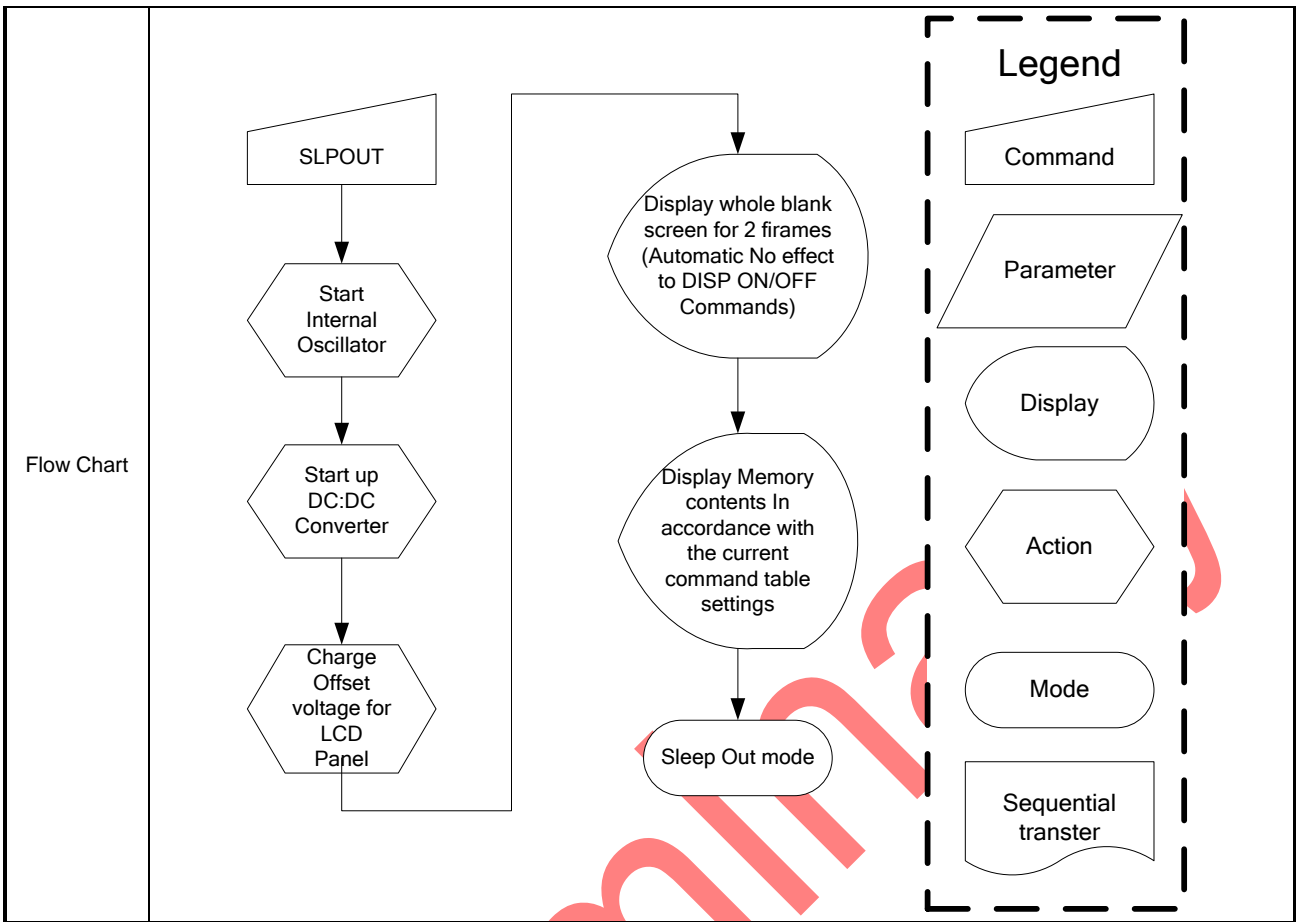 Flow Chart
SLPOUT
Start
Internal
Oscillator
Start up
DC:DC
Converter
Charge
Offset
voltage for
LCD
Panel
Display whole blank
screen for 2 firames
(Automatic No effect
to DISP ON/OFF
Commands)
Display Memory
contents In
accordance with
the current
command table
settings
Sleep Out mode
Legend
Command
Parameter
Display
Action
Mode
Sequential
transter